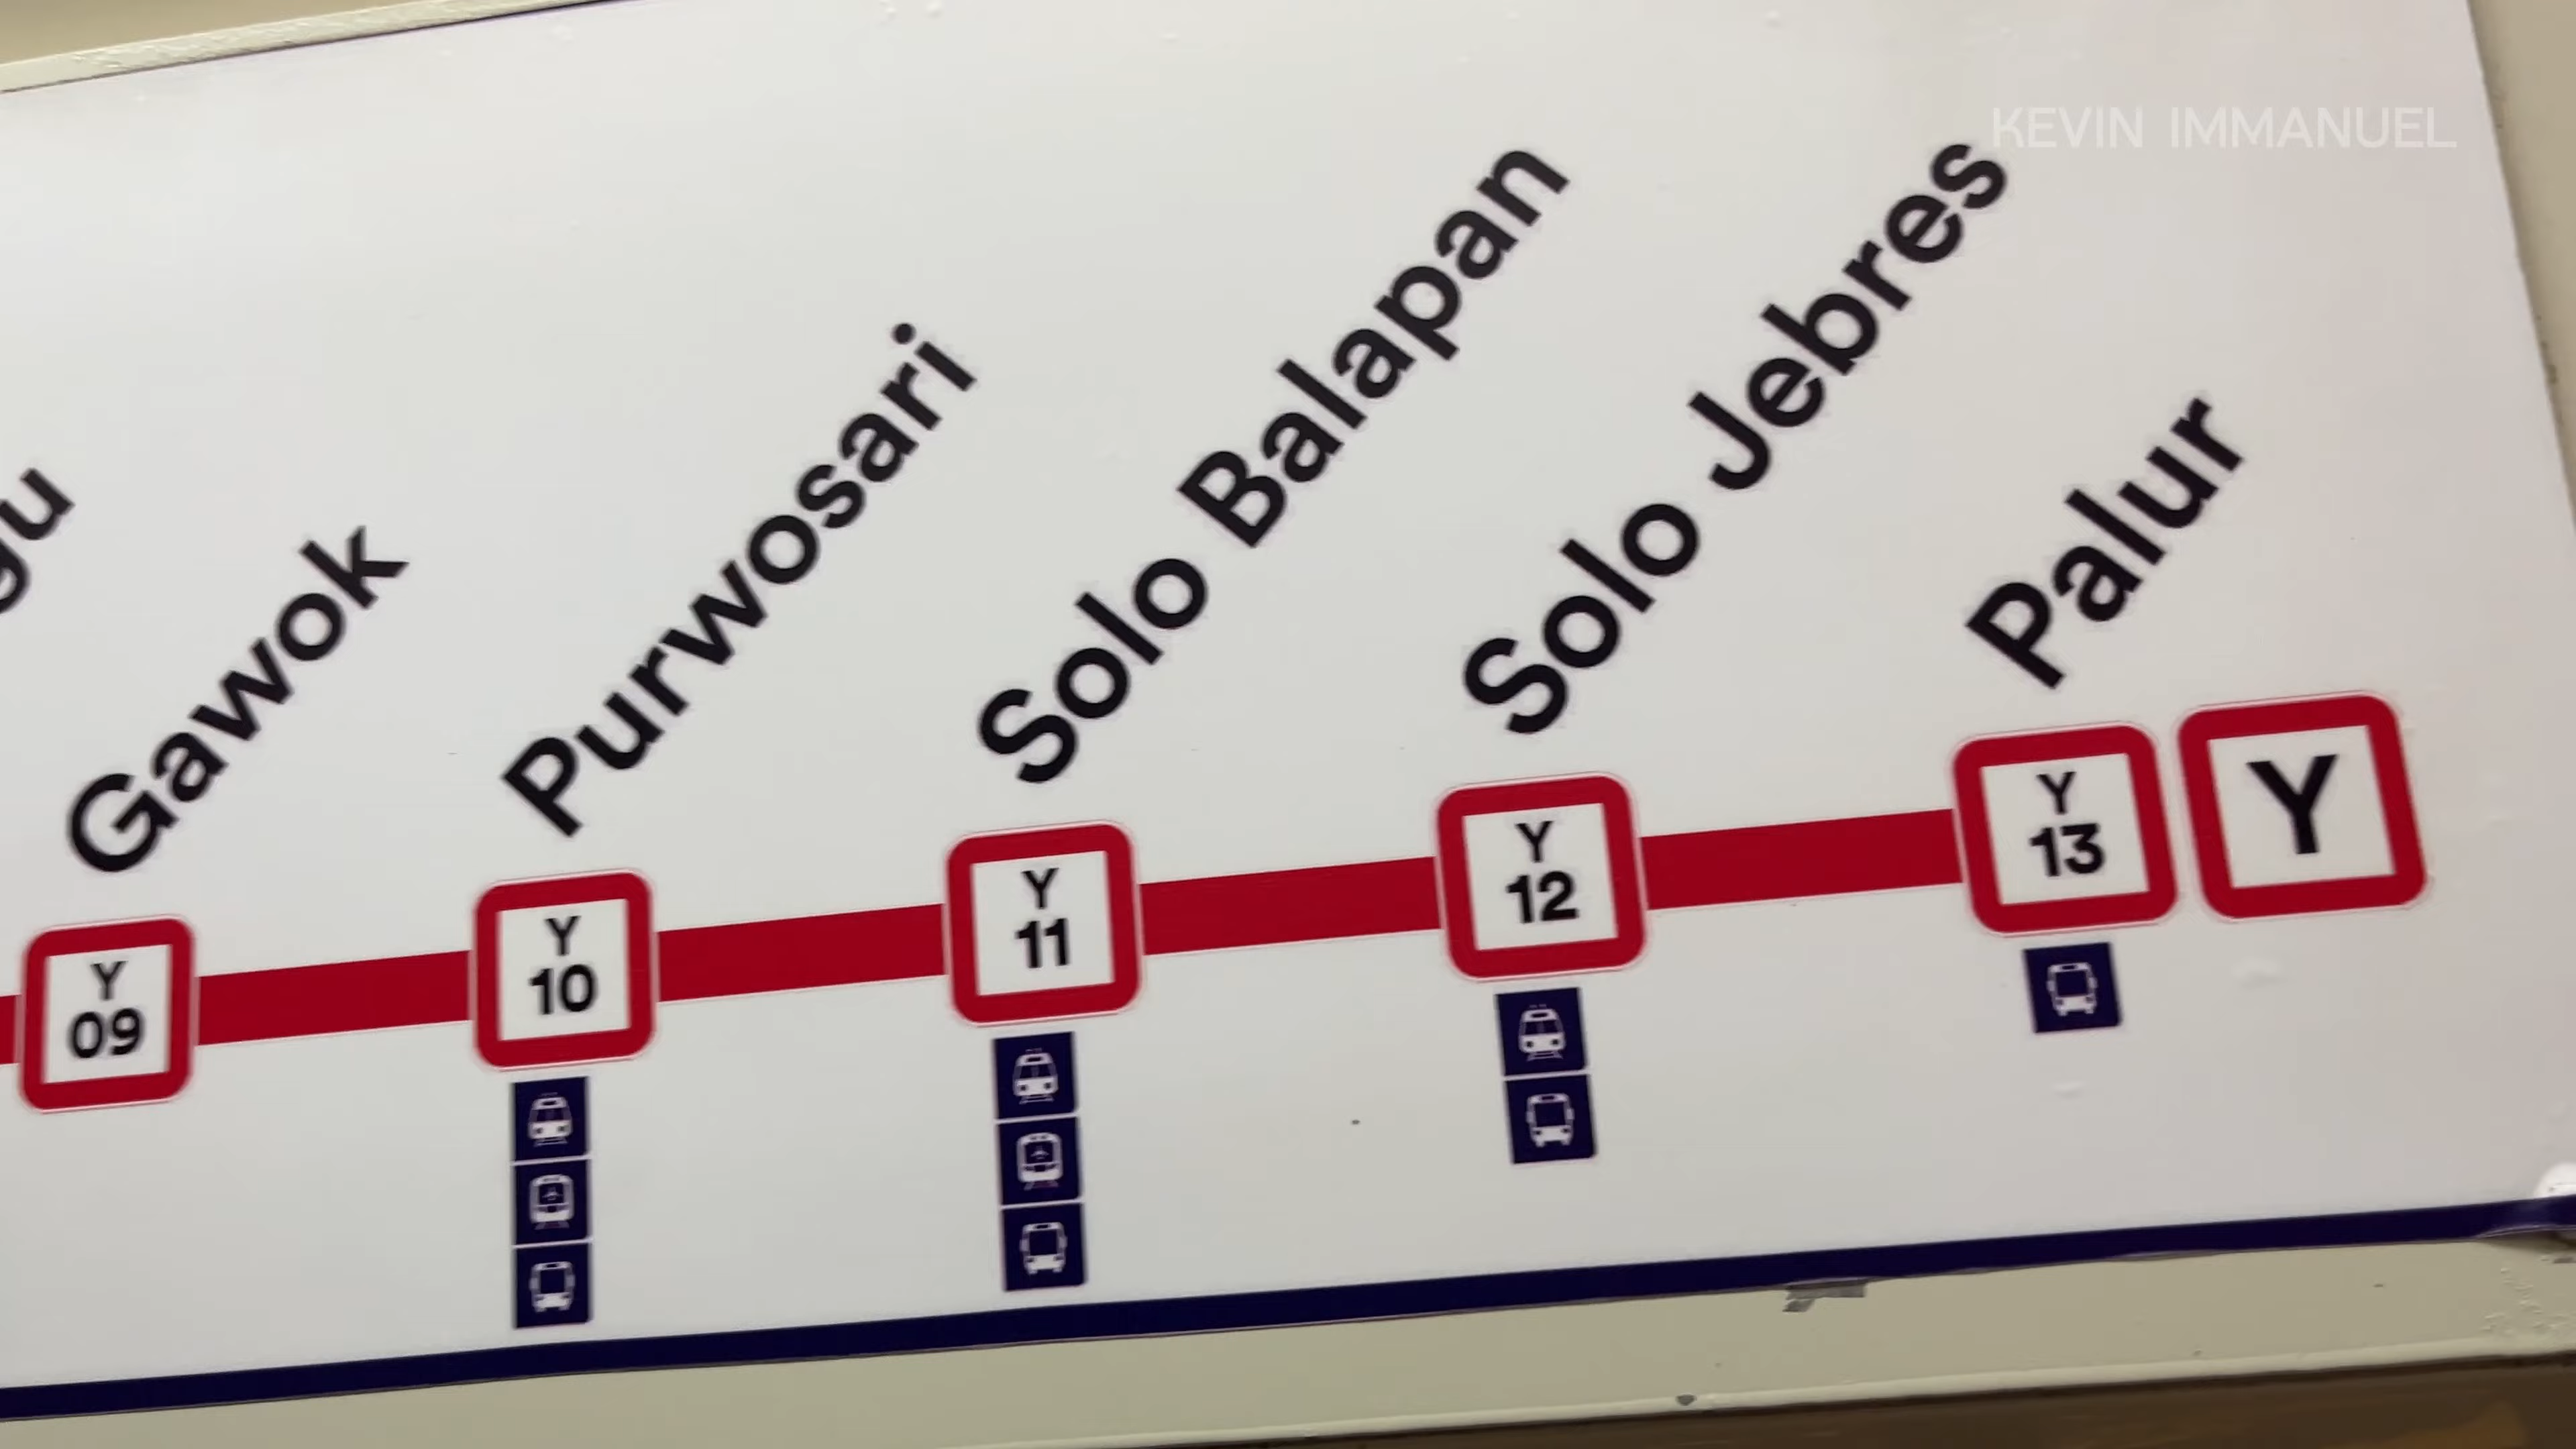 KEVIN IMMANUEL
Gawok
Purwosari
Solo Balapan
Solo Jebres
Palur
Y
09
Y
10
Y
11
Y
12
Y
13
Y